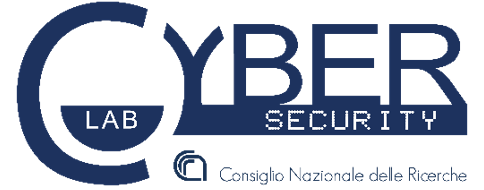 CYBER
LAB
SECURITY
Consiglio Nazionale delle Ricerche